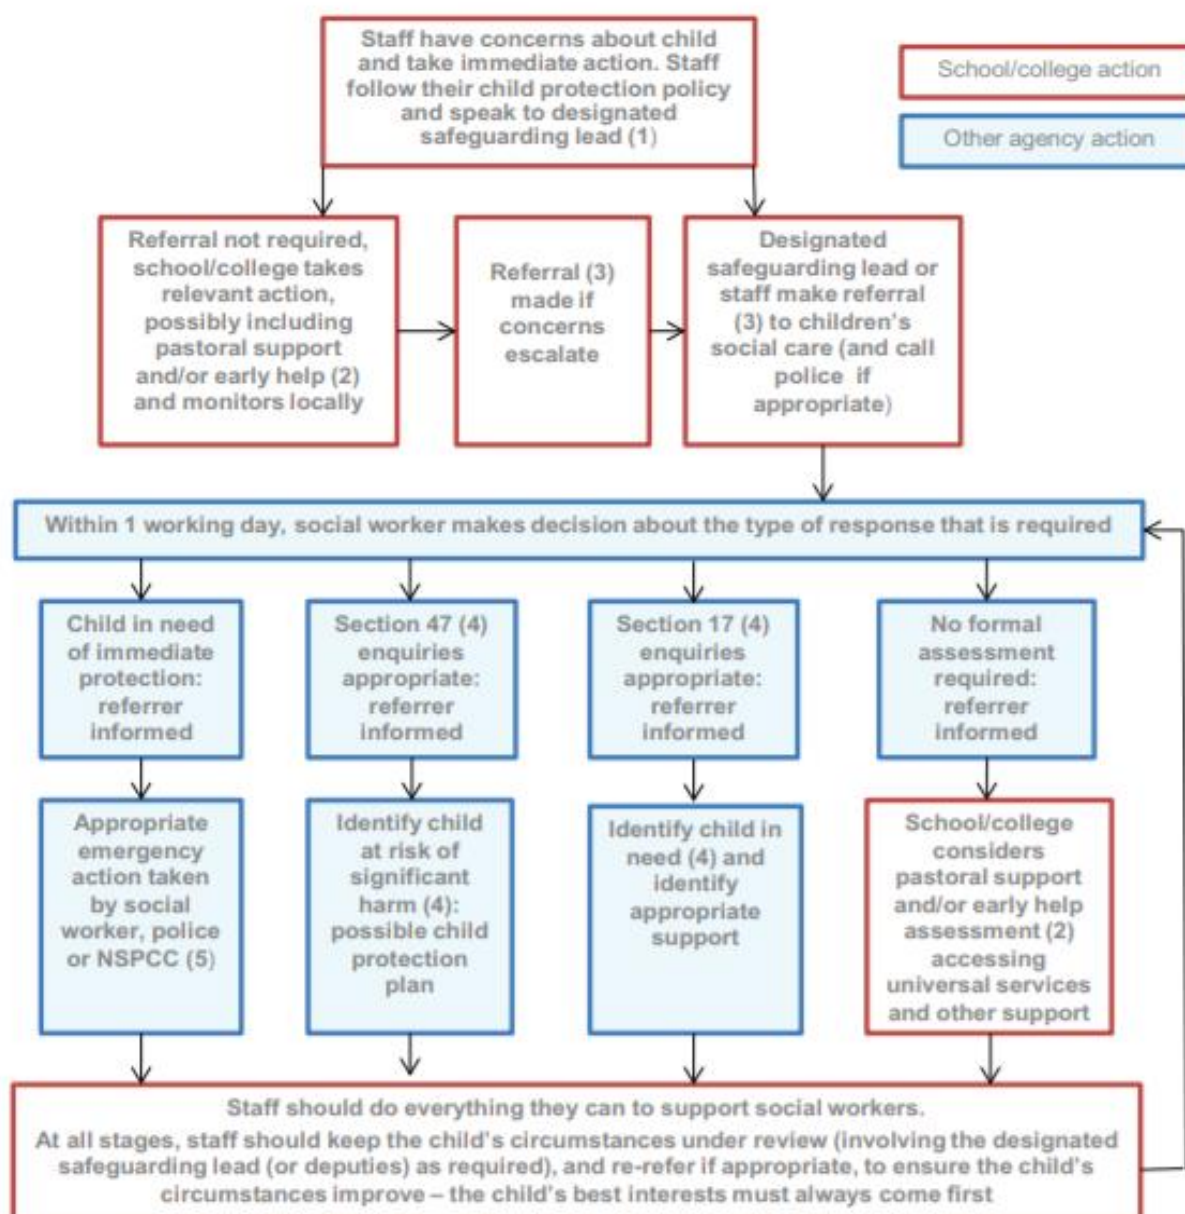 Staff have concerns about child
and take immediate action. Staff
follow their child protection policy
and speak to designated
safeguarding lead (1)
School/college action
Other agency action
Referral not required,
school/college takes
relevant action,
possibly including
pastoral support
and/or early help (2)
and monitors locally
Referral (3)
made if
concerns
escalate
Designated
safeguarding lead or
staff make referral
(3) to children's
social care (and call
police if
appropriate)
Within 1 working day, social worker makes decision about the type of response that is required
Child in need
of immediate
protection:
referrer
informed
Section 47 (4)
enquiries
appropriate:
referrer
informed
Section 17 (4)
enquiries
appropriate:
referrer
informed
No formal
assessment
required:
referrer
informed
Appropriate
emergency
action taken
by social
worker, police
or NSPCC (5)
Identify child
at risk of
significant
harm (4):
possible child
protection
plan
Identify child in
need (4) and
identify
appropriate
support
School/college
considers
pastoral support
and/or early help
assessment (2)
accessing
universal services
and other support
Staff should do everything they can to support social workers.
At all stages, staff should keep the child's circumstances under review (involving the designated
safeguarding lead (or deputies) as required), and re-refer if appropriate, to ensure the child's
circumstances improve – the child's best interests must always come first